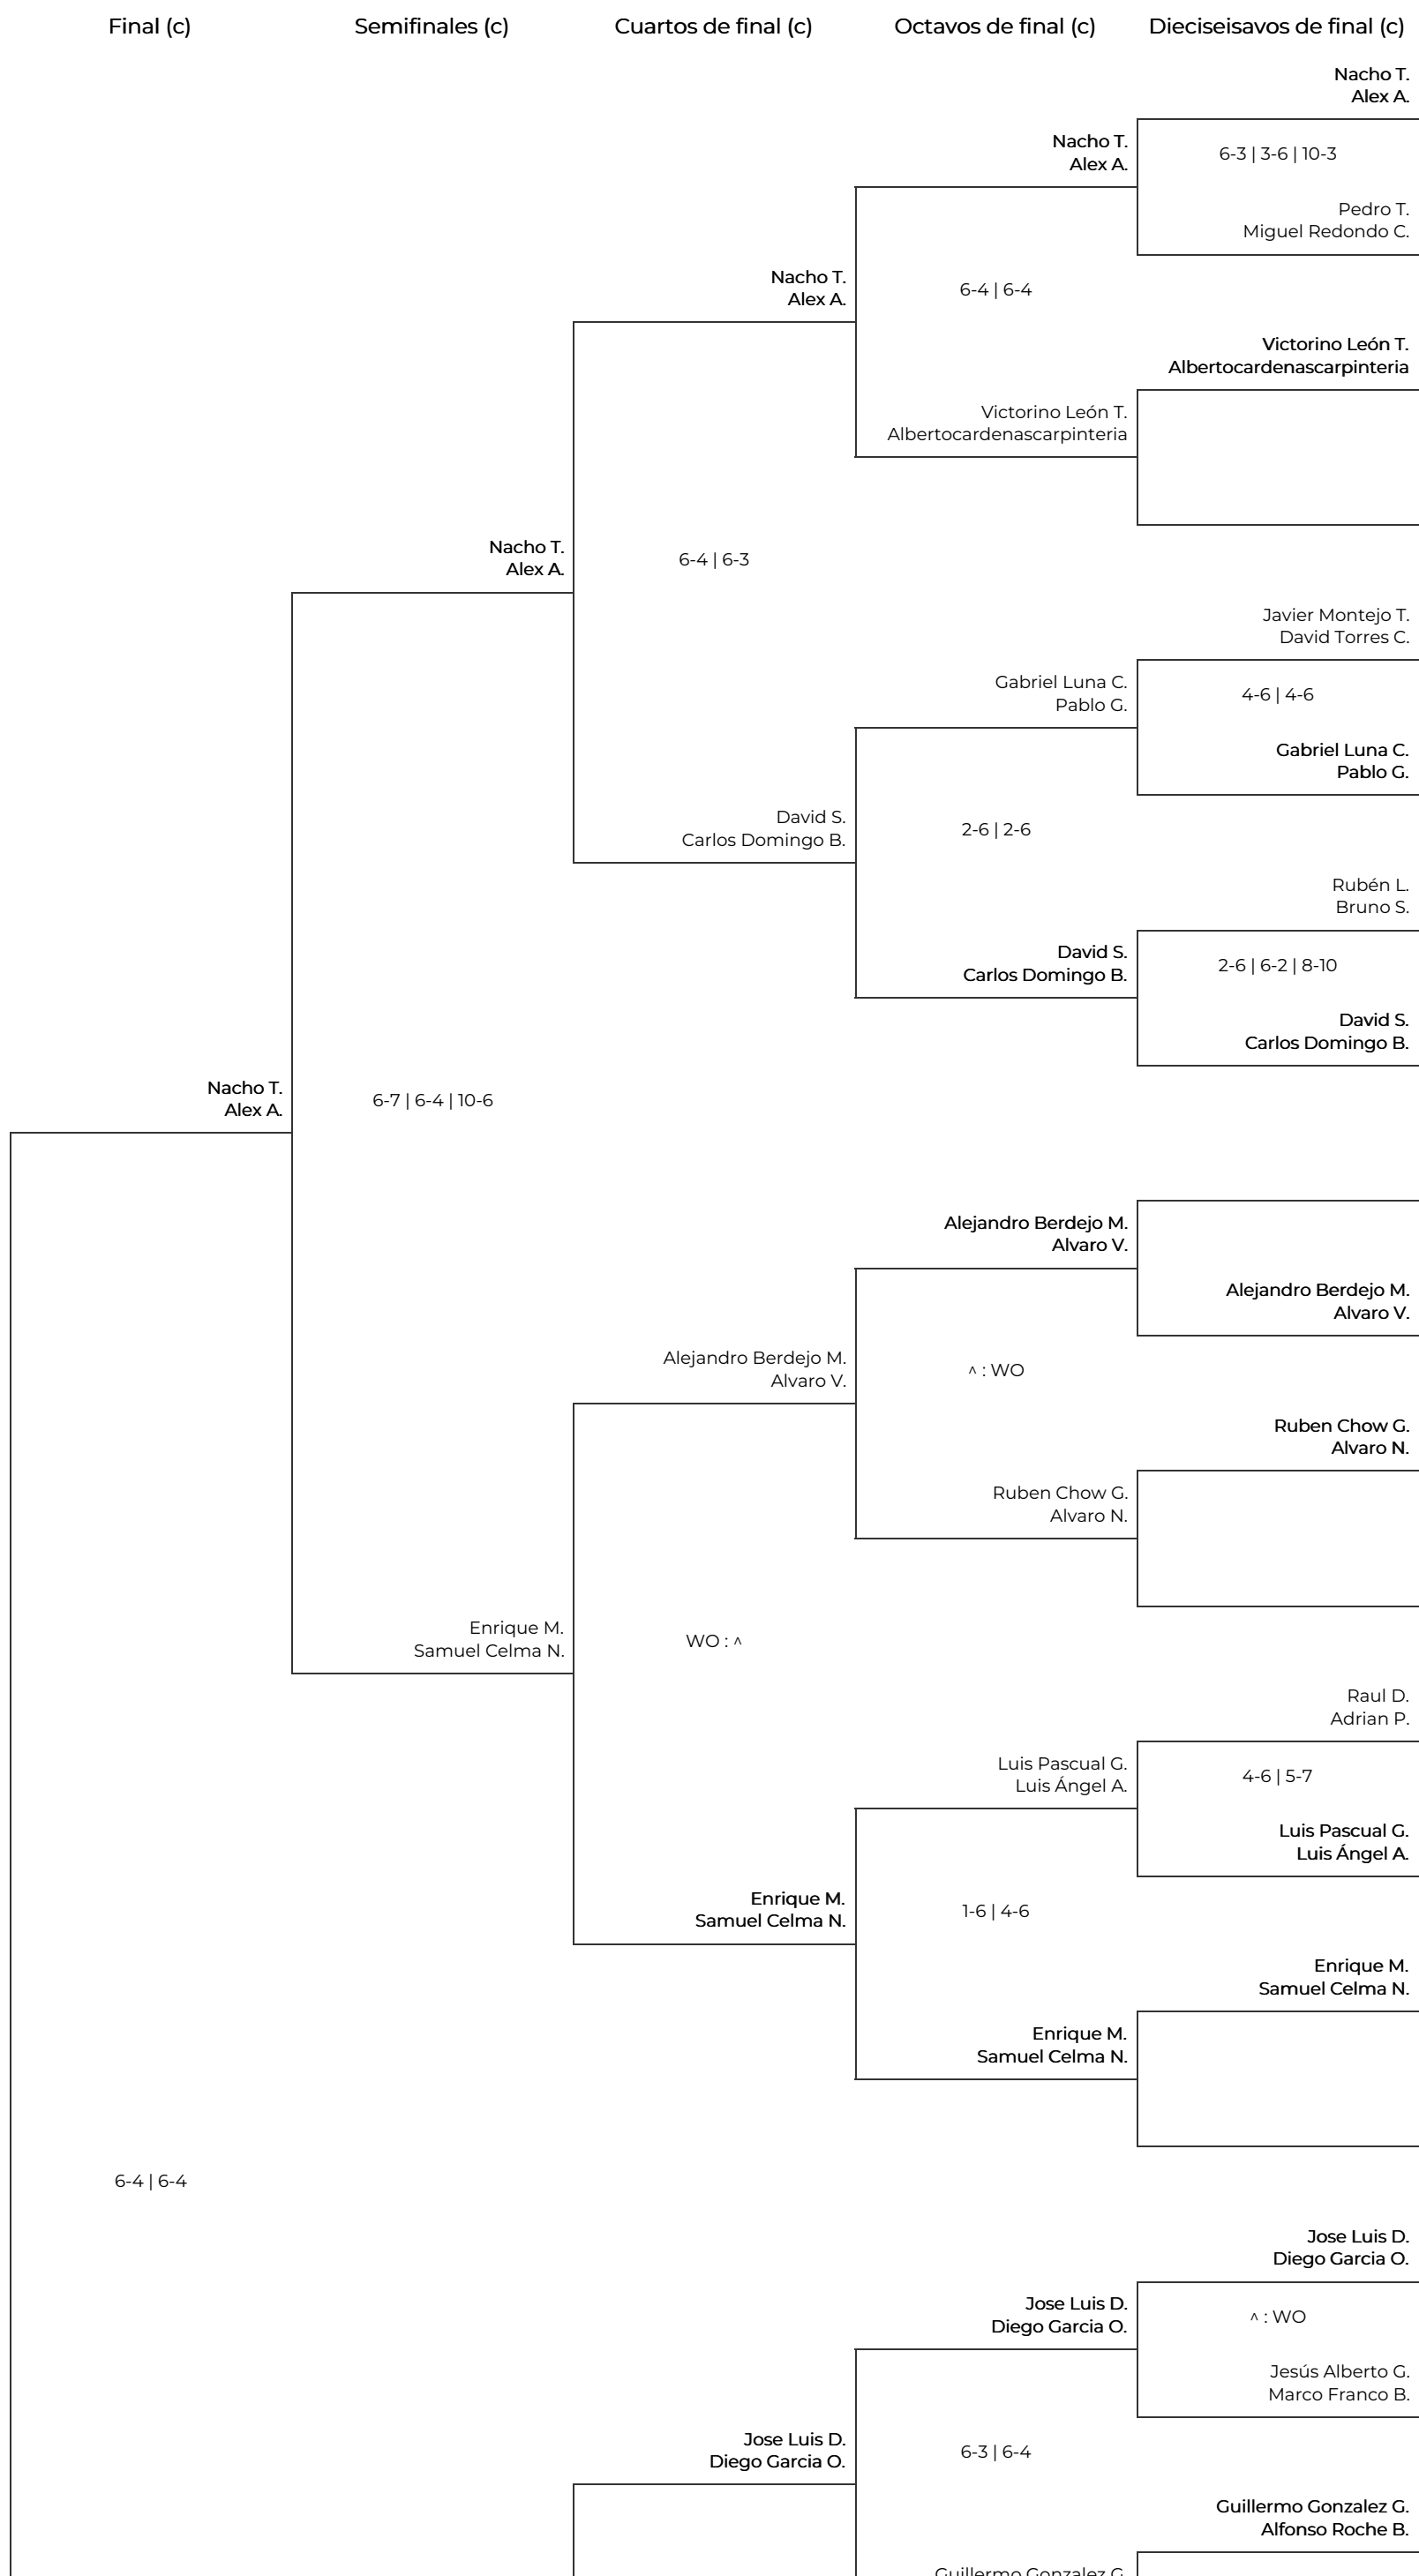 Final (c)
Semifinales (c)
Cuartos de final (c)
Octavos de final (c)
Dieciseisavos de final (c)
Nacho T.
Alex A.
Nacho T.
Alex A.
6-3 | 3-6 | 10-3
Pedro T.
Miguel Redondo C.
Nacho T.
Alex A.
6-4 | 6-4
Victorino León T.
Albertocardenascarpinteria
Victorino León T.
Albertocardenascarpinteria
Nacho T.
Alex A.
6-4 | 6-3
Javier Montejo T.
David Torres C.
Gabriel Luna C.
Pablo G.
4-6 | 4-6
Gabriel Luna C.
Pablo G.
David S.
Carlos Domingo B.
2-6 | 2-6
Rubén L.
Bruno S.
David S.
Carlos Domingo B.
2-6 | 6-2 | 8-10
David S.
Carlos Domingo B.
Nacho T.
Alex A.
6-7 | 6-4 | 10-6
Alejandro Berdejo M.
Alvaro V.
Alejandro Berdejo M.
Alvaro V.
Alejandro Berdejo M.
Alvaro V.
^ : WO
Ruben Chow G.
Alvaro N.
Ruben Chow G.
Alvaro N.
Enrique M.
Samuel Celma N.
WO : ^
Raul D.
Adrian P.
Luis Pascual G.
Luis Ángel A.
4-6 | 5-7
Luis Pascual G.
Luis Ángel A.
Enrique M.
Samuel Celma N.
1-6 | 4-6
Enrique M.
Samuel Celma N.
Enrique M.
Samuel Celma N.
6-4 | 6-4
Jose Luis D.
Diego Garcia O.
Jose Luis D.
Diego Garcia O.
^ : WO
Jesús Alberto G.
Marco Franco B.
Jose Luis D.
Diego Garcia O.
6-3 | 6-4
Guillermo Gonzalez G.
Alfonso Roche B.
Guillermo Gonzalez G.